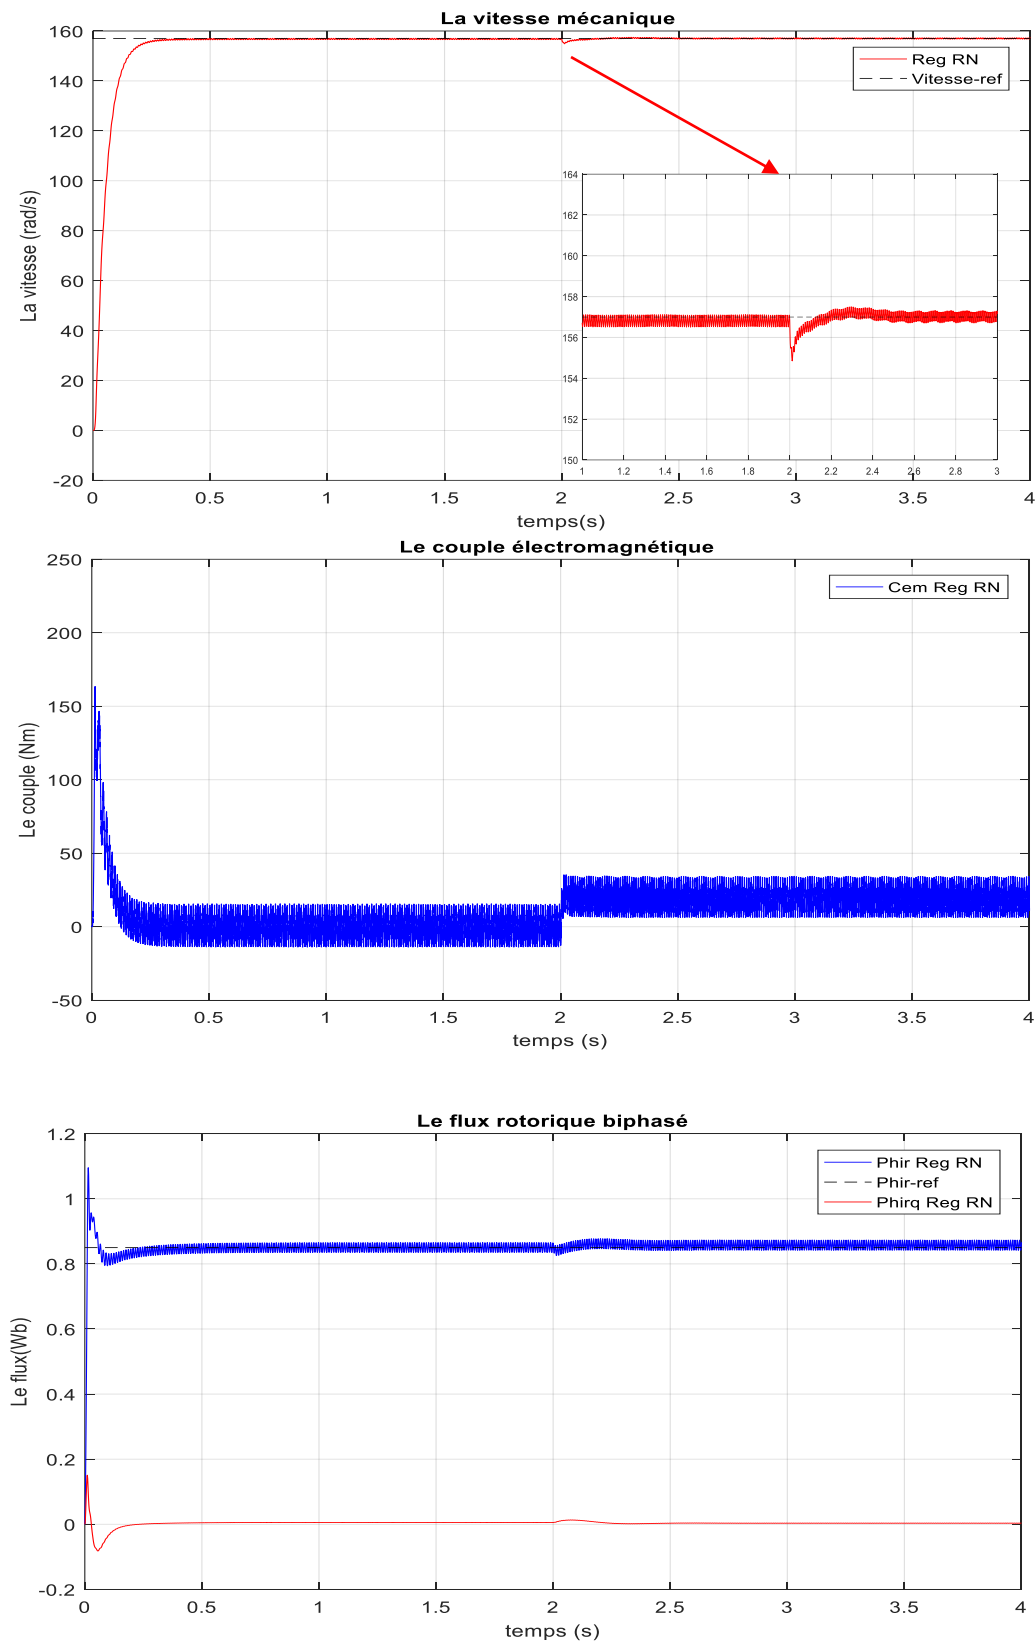 La vitesse mécanique
160
140
120
100
80
60
40
20
0
-20
La vitesse (rad/s)
Reg RN
Vitesse-ref
164
162
160
158
156
154
152
150
1 1.2 1.4 1.6 1.8 2 2.2 2.4 2.6 2.8 3
0 0.5 1 1.5 2 2.5 3 3.5 4
temps(s)
Le couple électromagnétique
250
200
150
100
50
0
-50
Le couple (Nm)
Cem Reg RN
0 0.5 1 1.5 2 2.5 3 3.5 4
temps (s)
Le flux rotorique biphasé
1.2
1
0.8
0.6
0.4
0.2
0
-0.2
Le flux(Wb)
Phir Reg RN
Phir-ref
Phirq Reg RN
0 0.5 1 1.5 2 2.5 3 3.5 4
temps (s)